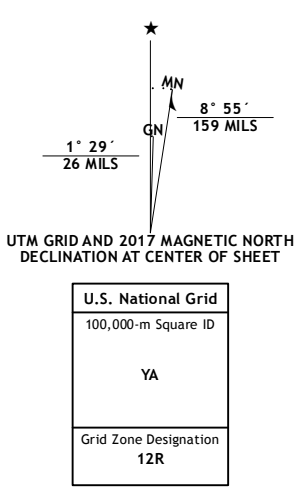 MN
GN
8° 55´
159 MILS
1° 29´
26 MILS
UTM GRID AND 2017 MAGNETIC NORTH
DECLINATION AT CENTER OF SHEET
U.S. National Grid
100,000-m Square ID
YA
Grid Zone Designation
12R